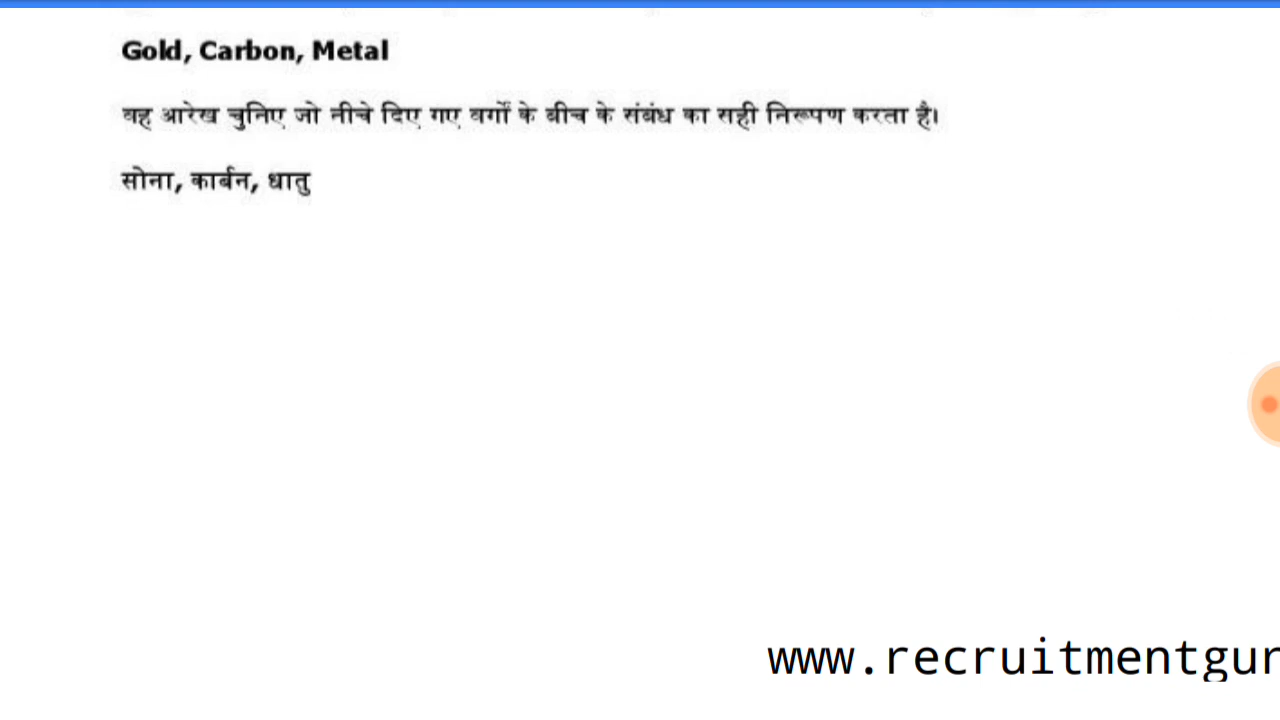 Gold, Carbon, Metal
वह आरेख चुनिए जो नीचे दिए गए वर्गों के बीच के संबंध का सही निरूपण करता है।
सोना, कार्बन, धातु
www.recruitmentgur